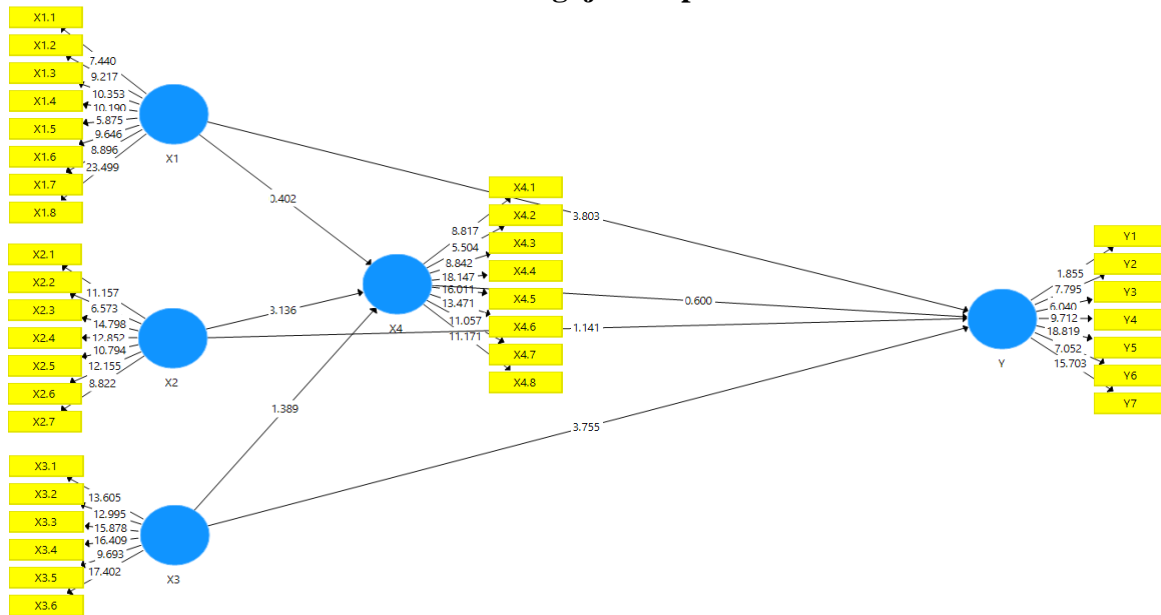 X1.1
X1.2
X1.3
X1.4
X1.5
X1.6
X1.7
X1.8
7.440
9.217
10.353
10.190
5.875
9.646
8.896
23.499
X1
0.402
3.803
X2.1
X2.2
X2.3
X2.4
X2.5
X2.6
X2.7
11.157
6.573
14.798
12.852
10.794
12.155
8.822
X2
3.136
1.141
X3.1
X3.2
X3.3
X3.4
X3.5
X3.6
13.605
12.995
15.878
16.409
9.693
17.402
X3
1.389
3.755
X4
8.817
5.504
8.842
18.147
16.011
13.471
11.057
11.171
X4.1
X4.2
X4.3
X4.4
X4.5
X4.6
X4.7
X4.8
0.600
Y
1.855
7.795
6.040
9.712
18.819
7.052
15.703
Y1
Y2
Y3
Y4
Y5
Y6
Y7